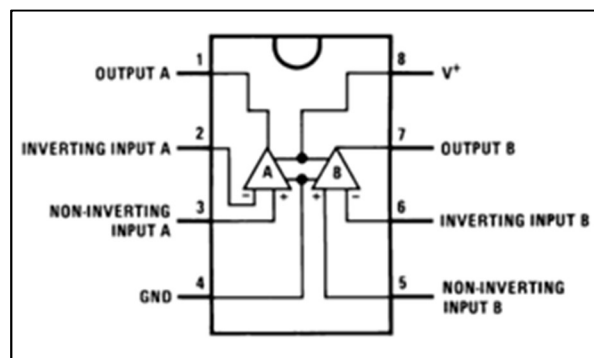 1
OUTPUT A
8
V+
2
INVERTING INPUT A
7
OUTPUT B
A
B
- +
+ -
3
NON-INVERTING
INPUT A
6
INVERTING INPUT B
4
GND
5
NON-INVERTING
INPUT B